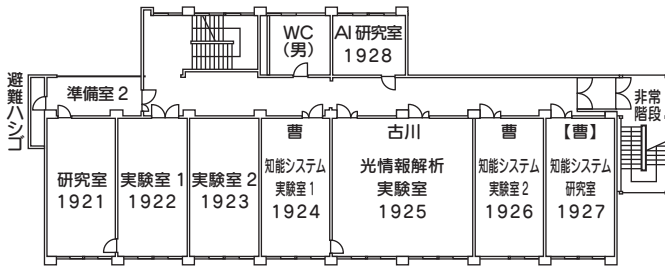 WC
(男)
AI 研究室
1928
避難ハシゴ
準備室 2
非常
階段
研究室
1921
実験室 1
1922
実験室 2
1923
曹
知能システム
実験室 1
1924
古川
光情報解析
実験室
1925
曹
知能システム
実験室 2
1926
【曹】
知能システム
研究室
1927